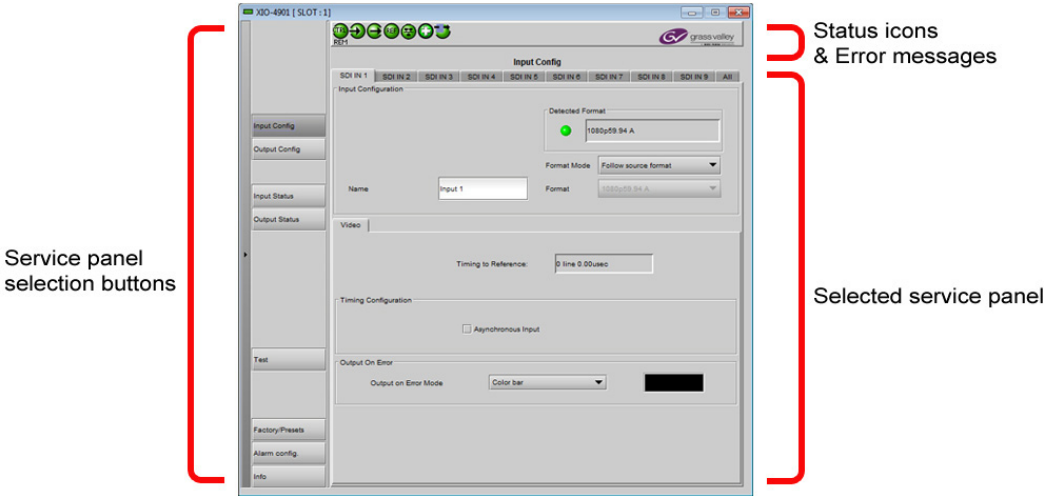 XIO-4901 [ SLOT : 1]
REM
grass valley
Input Config
SDI IN 1
SDI IN 2
SDI IN 3
SDI IN 4
SDI IN 5
SDI IN 6
SDI IN 7
SDI IN 8
SDI IN 9
All
Input Configuration
Detected Format
1080p59.94 A
Format Mode
Follow source format
Name
Input 1
Format
1080p59.94 A
Video
Timing to Reference:
0 line 0.00usec
Timing Configuration
Asynchronous Input
Output On Error
Output on Error Mode
Color bar
Input Config
Output Config
Input Status
Output Status
Test
Factory/Presets
Alarm config.
Info
Service panel
selection buttons
Status icons
& Error messages
Selected service panel